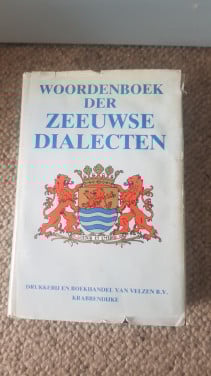 WOORDENBOEK
DER
ZEEUWSE
DIALECTEN
DRUKKERIJ EN BOEKHANDEL VAN VELZEN B.V.
KRABBENDIJKE